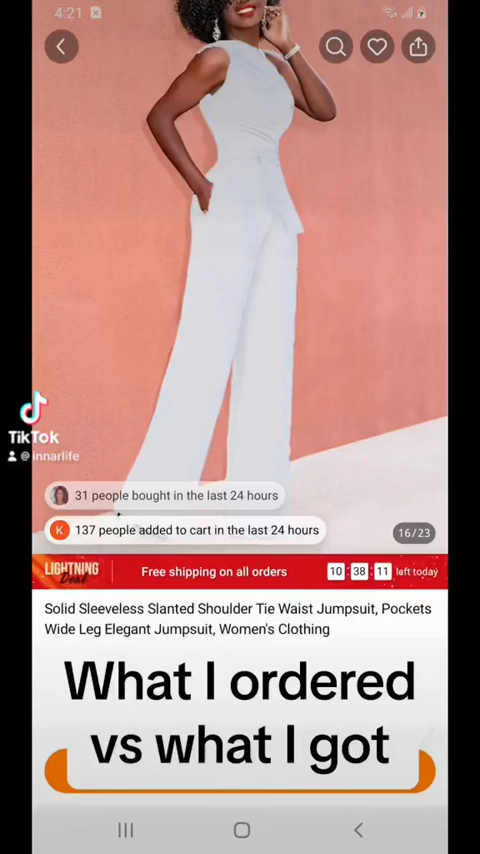 4:21
31 people bought in the last 24 hours
K 137 people added to cart in the last 24 hours
16/23
LIGHTNING Deal Free shipping on all orders 10:38:11 left today
Solid Sleeveless Slanted Shoulder Tie Waist Jumpsuit, Pockets
Wide Leg Elegant Jumpsuit, Women's Clothing
What I ordered
vs what I got
TikTok
@innarlife